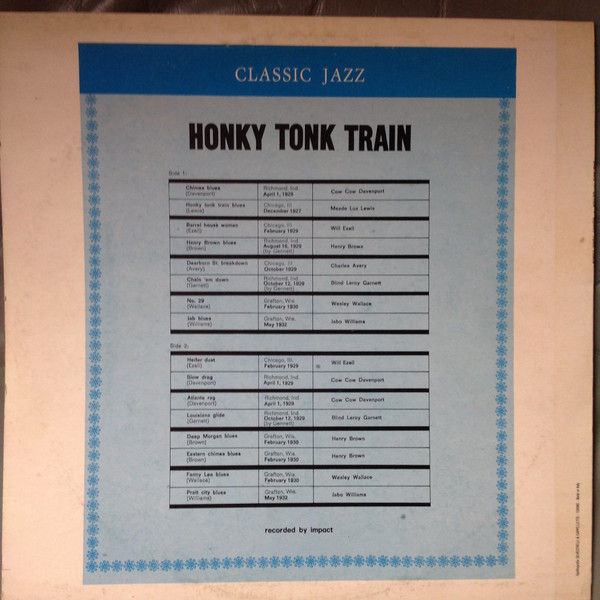 CLASSIC JAZZ
HONKY TONK TRAIN
Side 1:
Chimes blues Richmond, Ind. Cow Cow Davenport
(Davenport) April 1, 1929
Honky tonk train blues Chicago, Ill. Meade Lux Lewis
(Lewis) December 1927
Barrel house woman Chicago, Ill. Will Ezell
(Ezell) February 1929
Henry Brown blues Richmond, Ind. Henry Brown
(Brown) August 16, 1929
(by Gennett)
Dearborn St. breakdown Chicago, Ill. Charles Avery
(Avery) October 1929
Chain 'em down Richmond, Ind. Blind Leroy Garnett
(Garnett) October 12, 1929
(by Gennett)
No. 29 Grafton, Wis. Wesley Wallace
(Wallace) February 1930
Jab blues Grafton, Wis. Jabo Williams
(Williams) May 1932
Side 2:
Heifer dust Chicago, Ill. Will Ezell
(Ezell) February 1929
Slow drag Richmond, Ind. Cow Cow Davenport
(Davenport) April 1, 1929
Atlanta rag Richmond, Ind. Cow Cow Davenport
(Davenport) April 1, 1929
Louisiana glide Richmond, Ind. Blind Leroy Garnett
(Garnett) October 12, 1929
(by Gennett)
Deep Morgan blues Grafton, Wis. Henry Brown
(Brown) February 1930
Eastern chimes blues Grafton, Wis. Henry Brown
(Brown) February 1930
Fanny Lee blues Grafton, Wis. Wesley Wallace
(Wallace) February 1930
Pratt city blues Grafton, Wis. Jabo Williams
(Williams) May 1932
recorded by impact